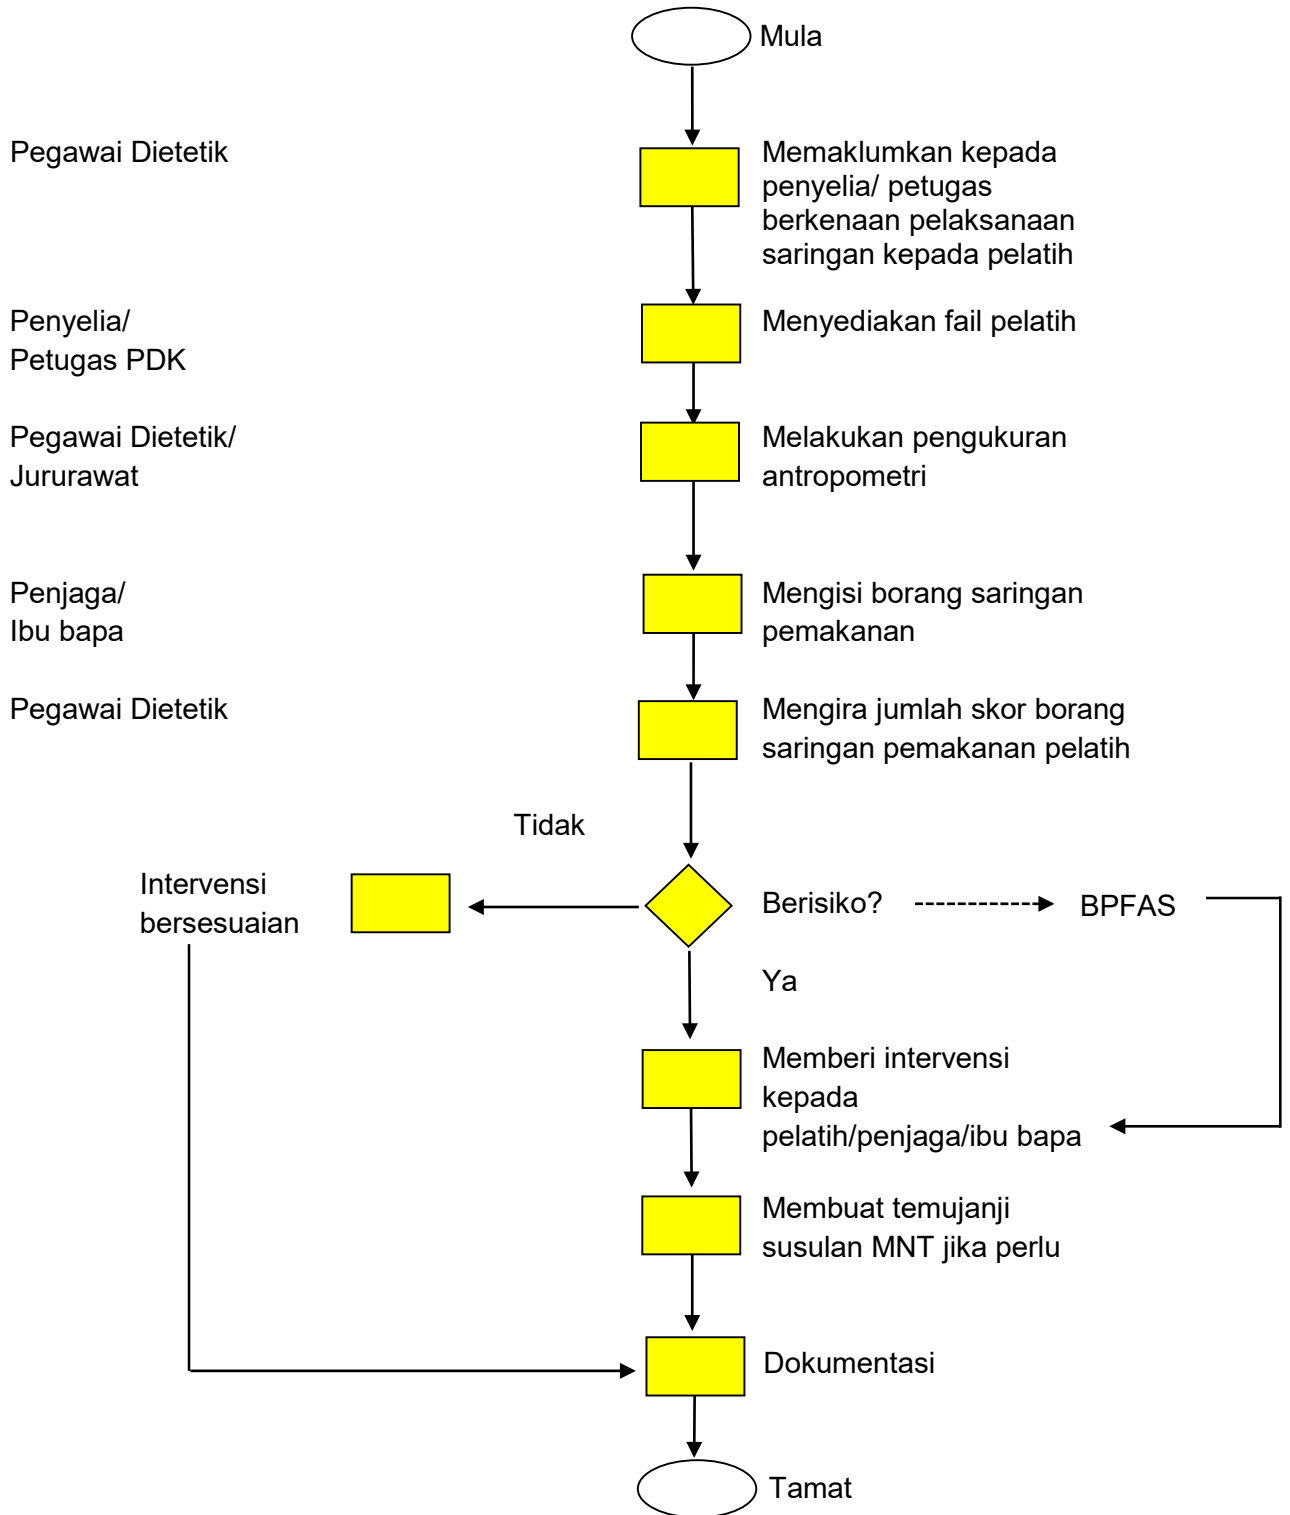 Mula
Pegawai Dietetik
Memaklumkan kepada
penyelia/ petugas
berkenaan pelaksanaan
saringan kepada pelatih
Penyelia/
Petugas PDK
Menyediakan fail pelatih
Pegawai Dietetik/
Jururawat
Melakukan pengukuran
antropometri
Penjaga/
Ibu bapa
Mengisi borang saringan
pemakanan
Pegawai Dietetik
Mengira jumlah skor borang
saringan pemakanan pelatih
Tidak
Intervensi
bersesuaian
Berisiko?
BPFAS
Ya
Memberi intervensi
kepada
pelatih/penjaga/ibu bapa
Membuat temujanji
susulan MNT jika perlu
Dokumentasi
Tamat